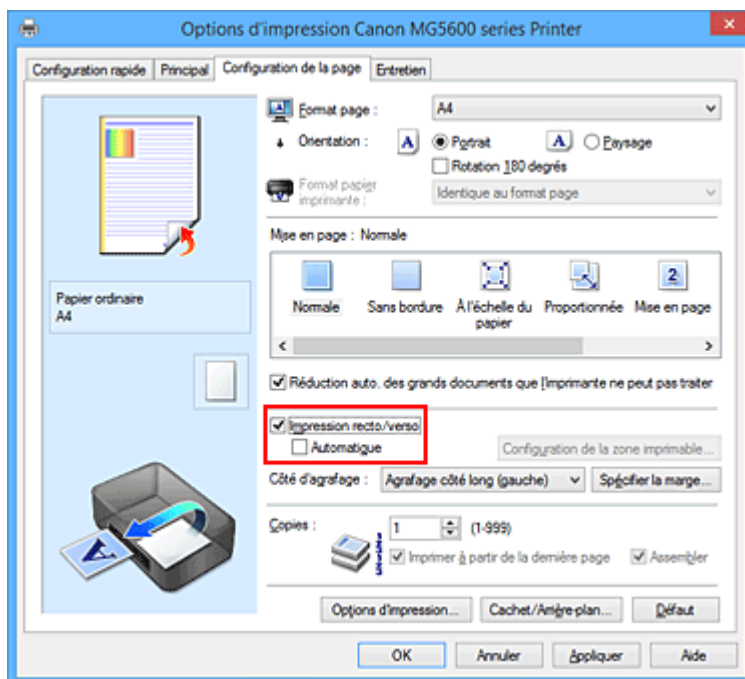 Options d'impression Canon MG5600 series Printer
Configuration rapide Principal Configuration de la page Entretien
Format page : A4
Orientation : A Portrait A Paysage
Rotation 180 degrés
Format papier
imprimante : Identique au format page
Mise en page : Normale
2
Normale Sans bordure À l'échelle du
papier Proportionnée Mise en page
Papier ordinaire
A4
Réduction auto. des grands documents que l'imprimante ne peut pas traiter
Impression recto/verso
Automatique Configuration de la zone imprimable...
Côté d'agrafage : Agrafage côté long (gauche) Spécifier la marge...
Copies : 1 (1-999)
Imprimer à partir de la dernière page Assembler
A
Options d'impression... Cachet/Arrière-plan... Défaut
OK Annuler Appliquer Aide